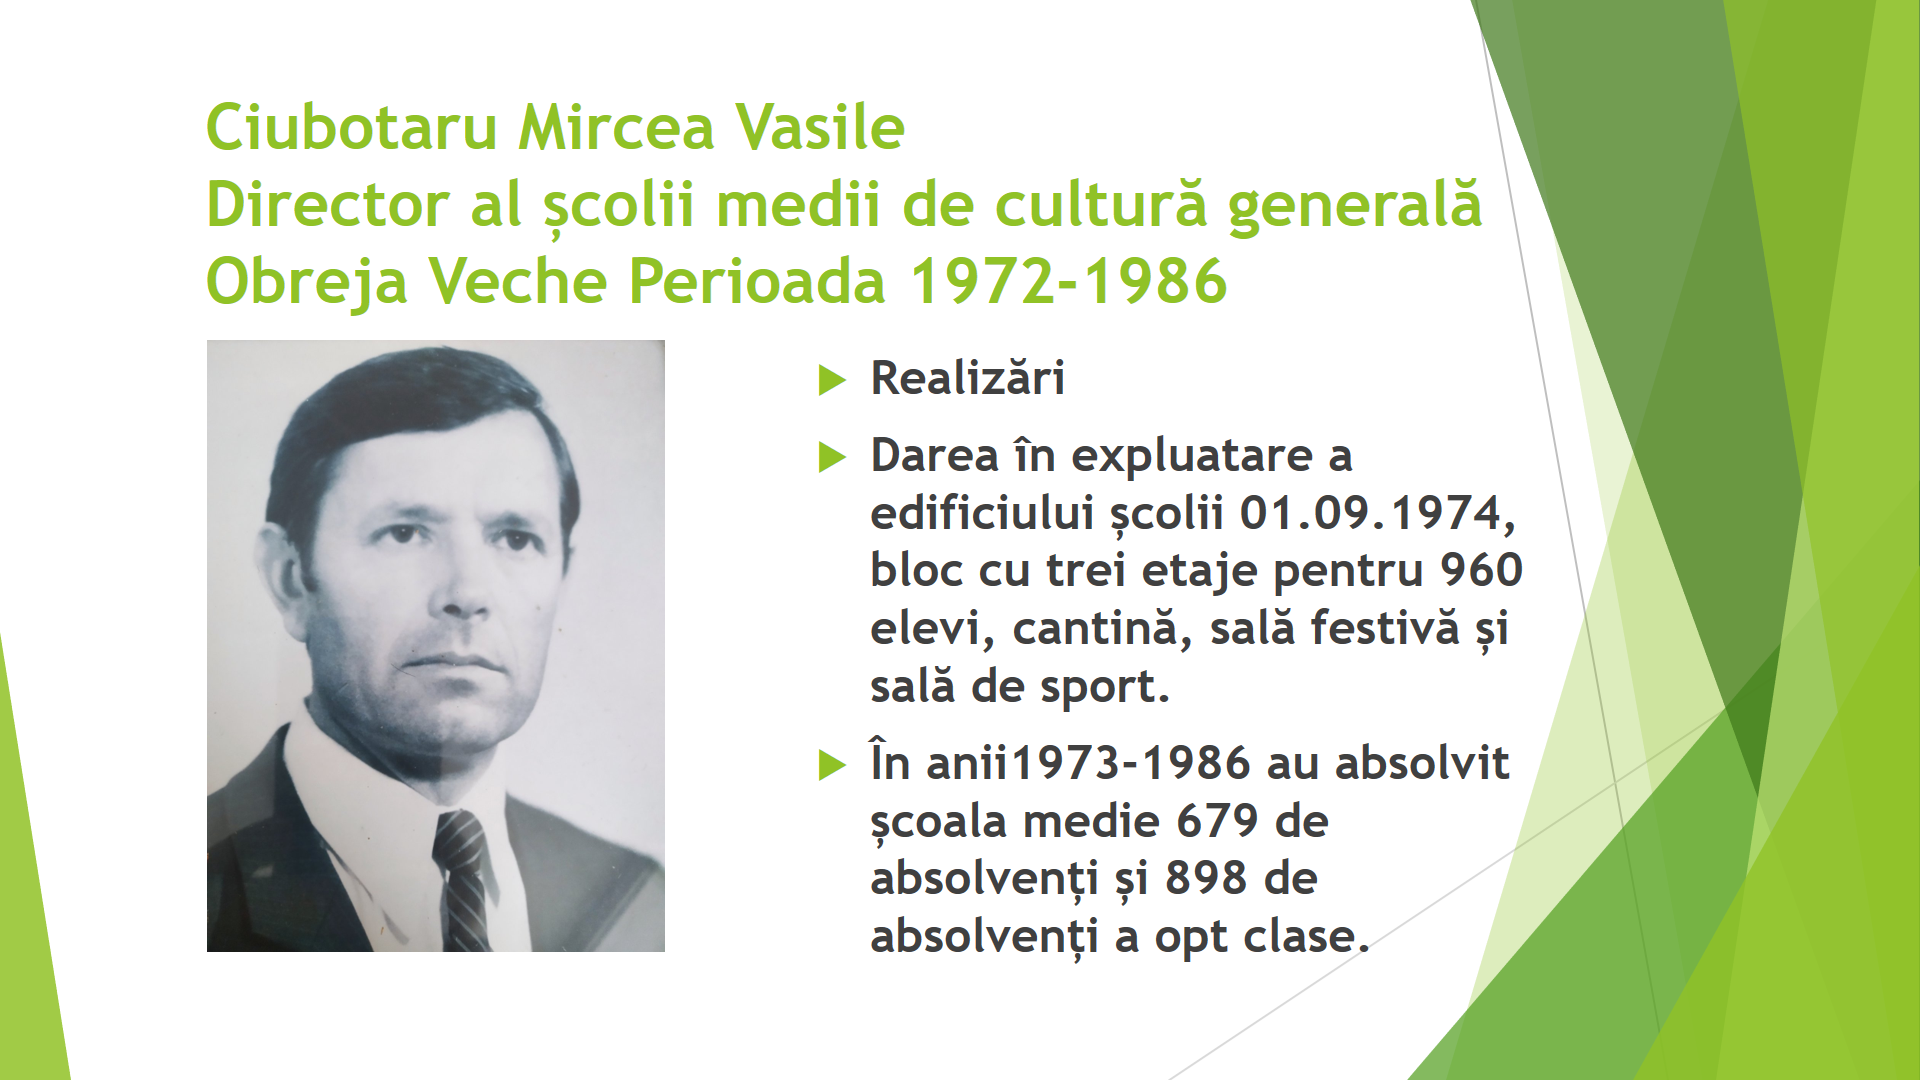 Ciubotaru Mircea Vasile
Director al școlii medii de cultură generală
Obreja Veche Perioada 1972-1986
Realizări
Darea în expluatare a
edificiului școlii 01.09.1974,
bloc cu trei etaje pentru 960
elevi, cantină, sală festivă și
sală de sport.
În anii1973-1986 au absolvit
școala medie 679 de
absolvenți și 898 de
absolvenți a opt clase.